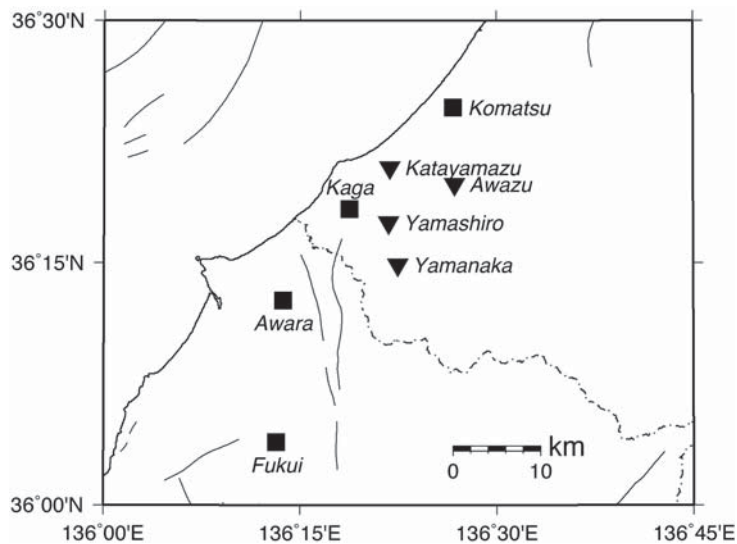 36°30'N
Komatsu
Katayamazu
Kaga
Awazu
Yamashiro
36°15'N
Yamanaka
Awara
Fukui
km
0 10
36°00'N
136°00'E 136°15'E 136°30'E 136°45'E